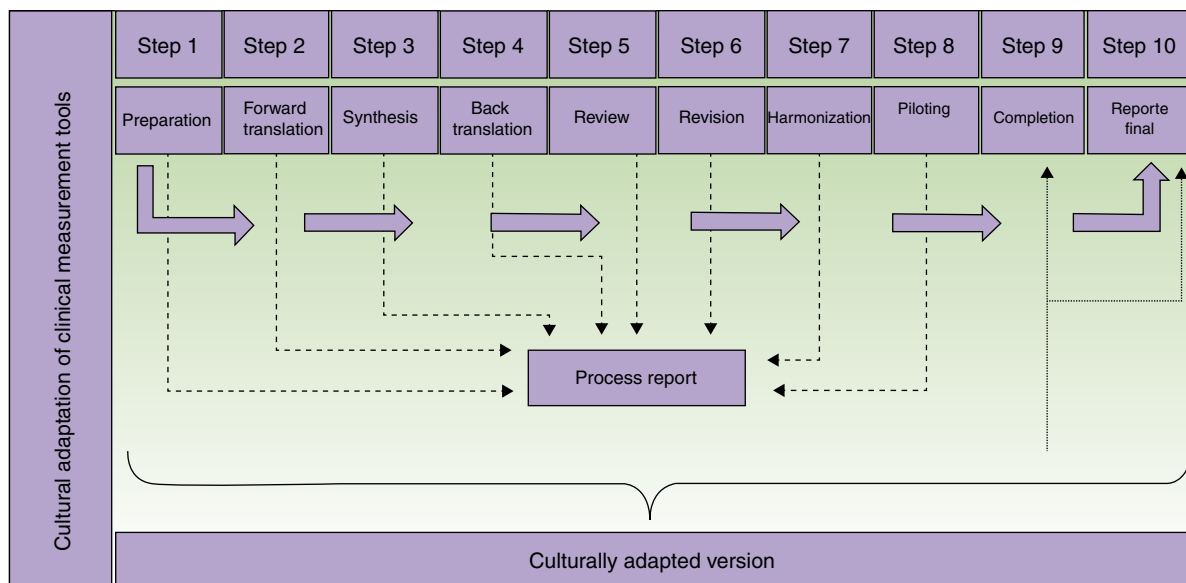 Cultural adaptation of clinical measurement tools
Step 1
Step 2
Step 3
Step 4
Step 5
Step 6
Step 7
Step 8
Step 9
Step 10
Preparation
Forward
translation
Synthesis
Back
translation
Review
Revision
Harmonization
Piloting
Completion
Reporte
final
Process report
Culturally adapted version